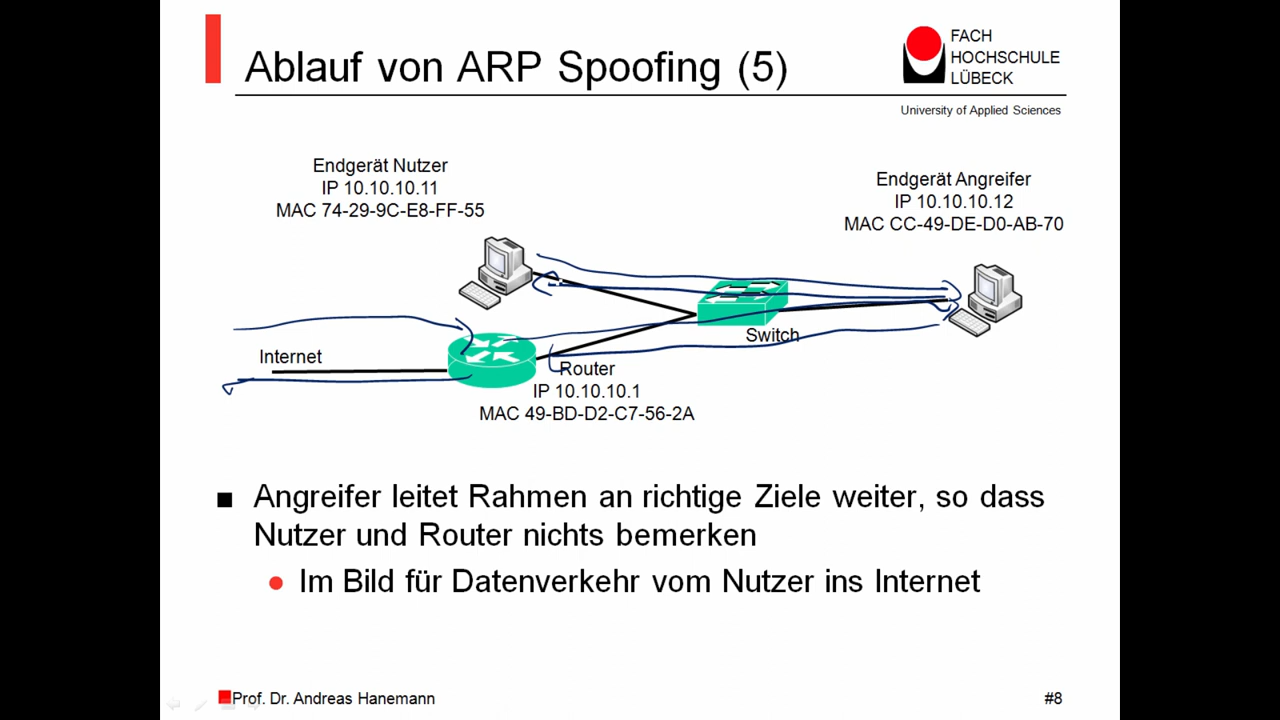 Ablauf von ARP Spoofing (5)
FACH
HOCHSCHULE
LÜBECK
University of Applied Sciences
Endgerät Nutzer
IP 10.10.10.11
MAC 74-29-9C-E8-FF-55
Endgerät Angreifer
IP 10.10.10.12
MAC CC-49-DE-D0-AB-70
Switch
Internet
Router
IP 10.10.10.1
MAC 49-BD-D2-C7-56-2A
Angreifer leitet Rahmen an richtige Ziele weiter, so dass
Nutzer und Router nichts bemerken
Im Bild für Datenverkehr vom Nutzer ins Internet
Prof. Dr. Andreas Hanemann
#8